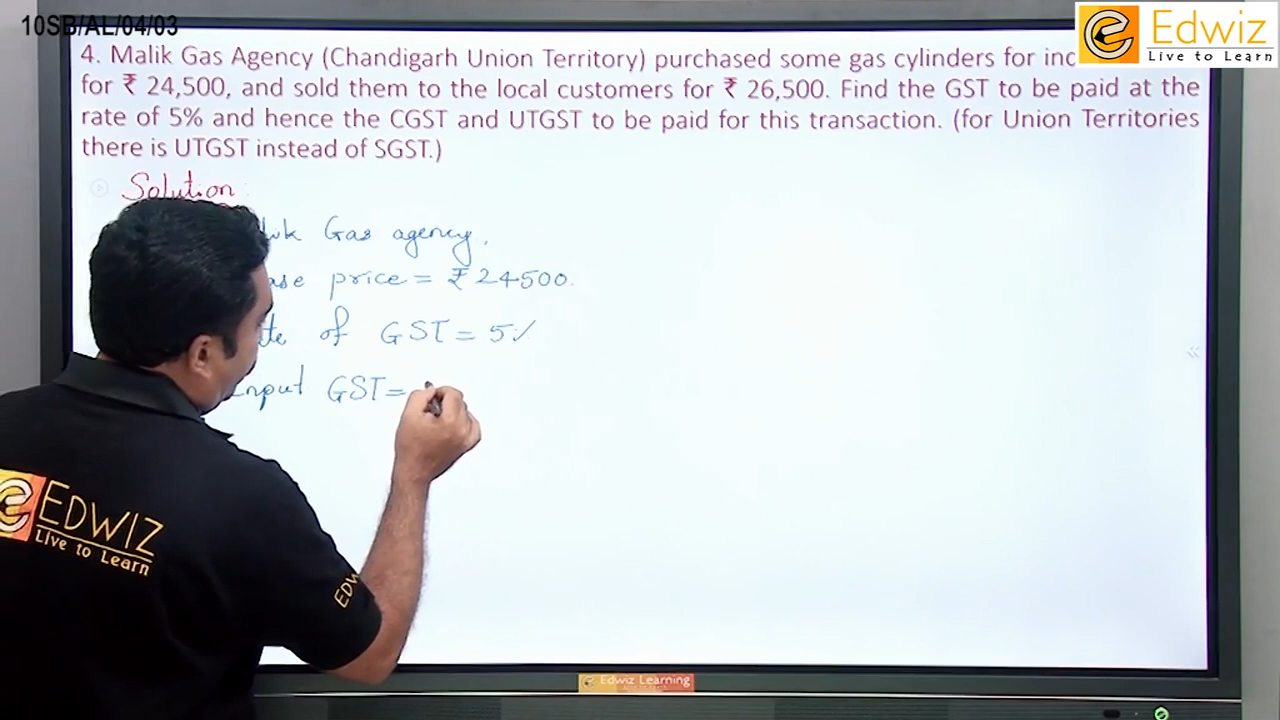 10SB/AL/04/03
Edwiz
Live to Learn
4. Malik Gas Agency (Chandigarh Union Territory) purchased some gas cylinders for
for ₹ 24,500, and sold them to the local customers for ₹ 26,500. Find the GST to be paid at the
rate of 5% and hence the CGST and UTGST to be paid for this transaction. (for Union Territories
there is UTGST instead of SGST.)
Solution:
Gas agency,
price = ₹ 24500.
of GST = 5%
Input GST =
EDWIZ
Live to Learn
EDW
Edwiz Learning